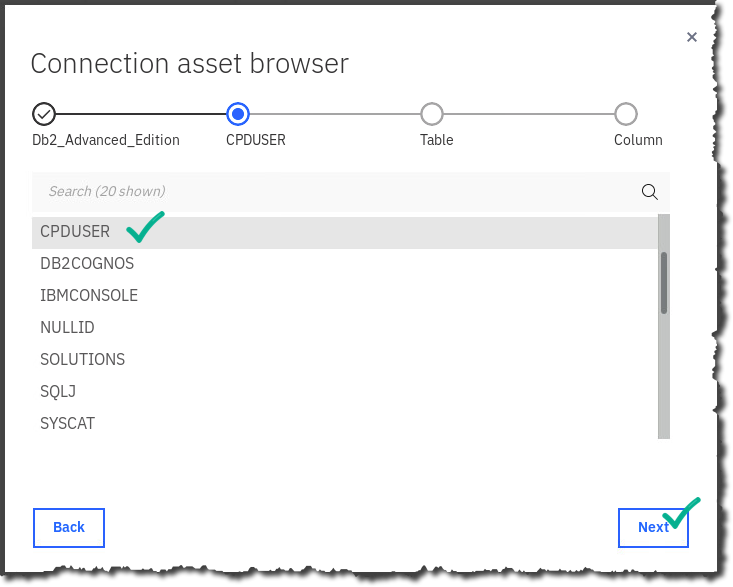 Connection asset browser
Db2_Advanced_Edition CPDUSER Table Column
Search (20 shown)
CPDUSER
DB2COGNOS
IBMCONSOLE
NULLID
SOLUTIONS
SQLJ
SYSCAT
Back Next